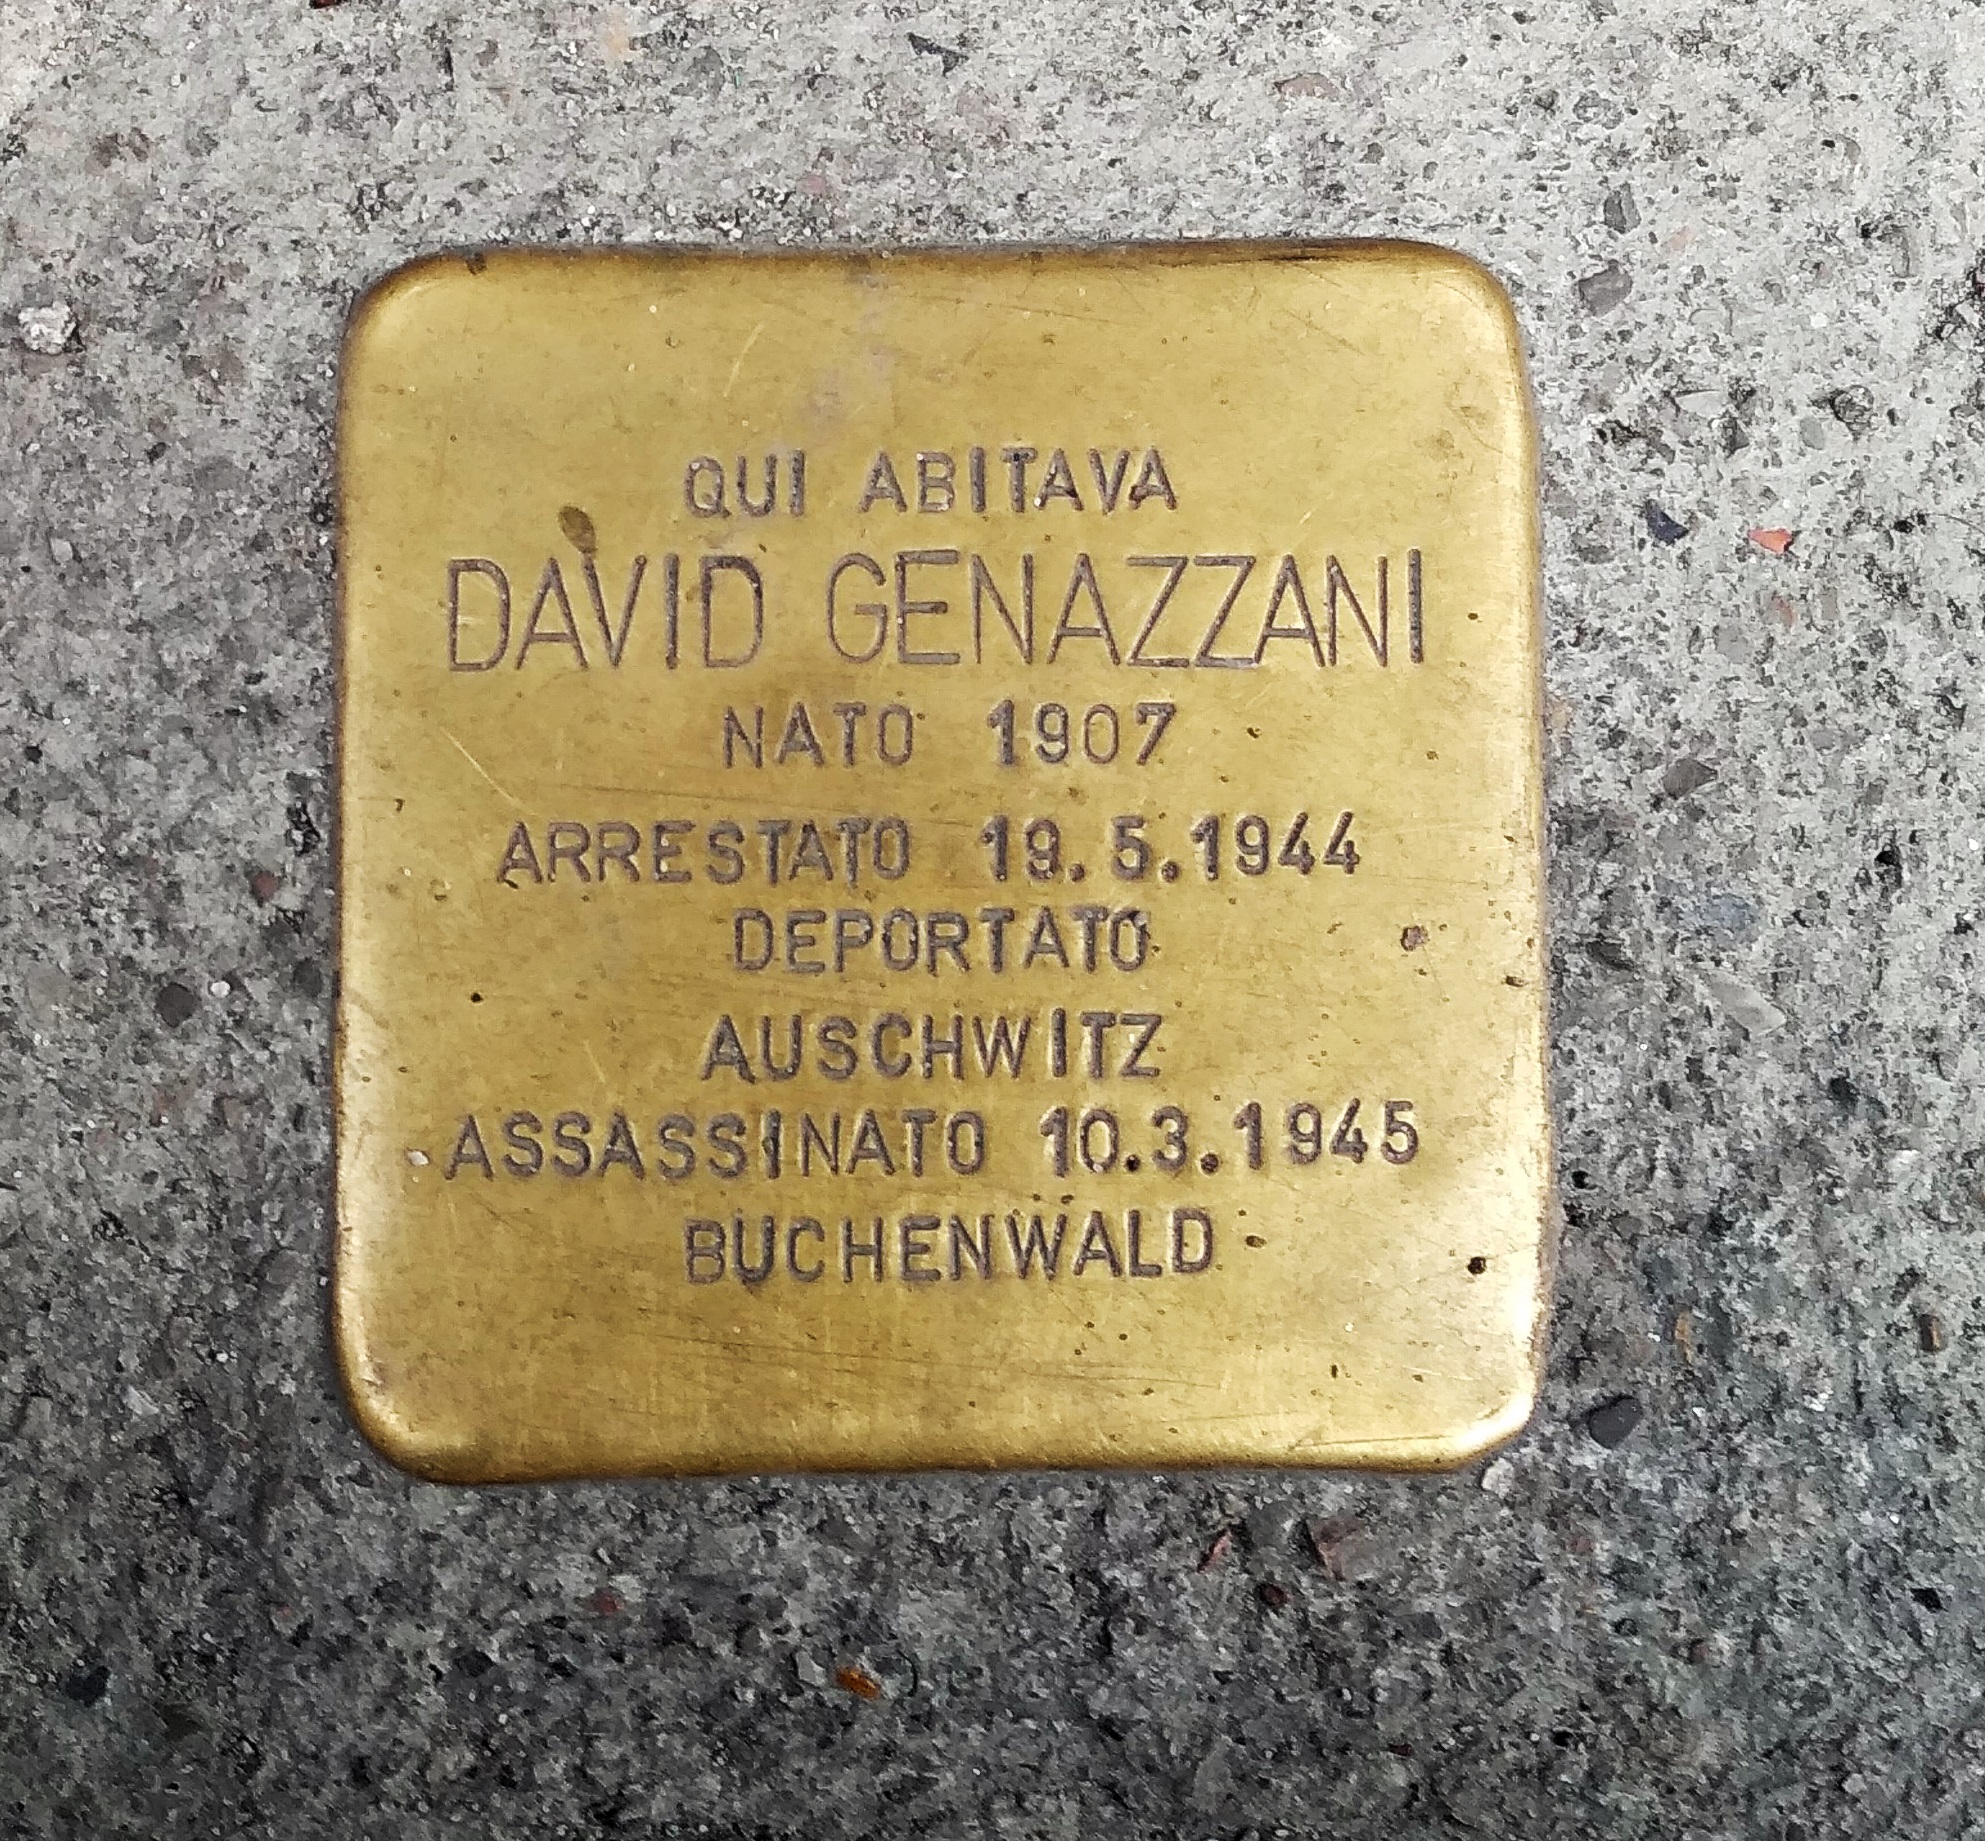 QUI ABITAVA
DAVID GENAZZANI
NATO 1907
ARRESTATO 19.5.1944
DEPORTATO
AUSCHWITZ
ASSASSINATO 10.3.1945
BUCHENWALD